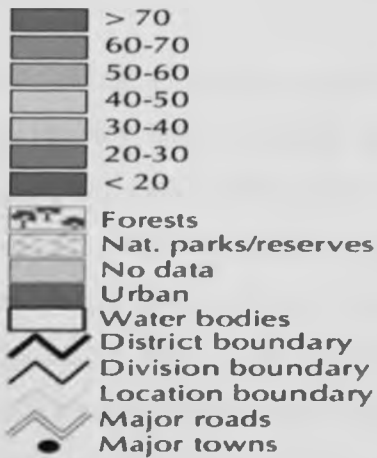 > 70
60-70
50-60
40-50
30-40
20-30
< 20
Forests
Nat. parks/reserves
No data
Urban
Water bodies
District boundary
Division boundary
Location boundary
Major roads
Major towns